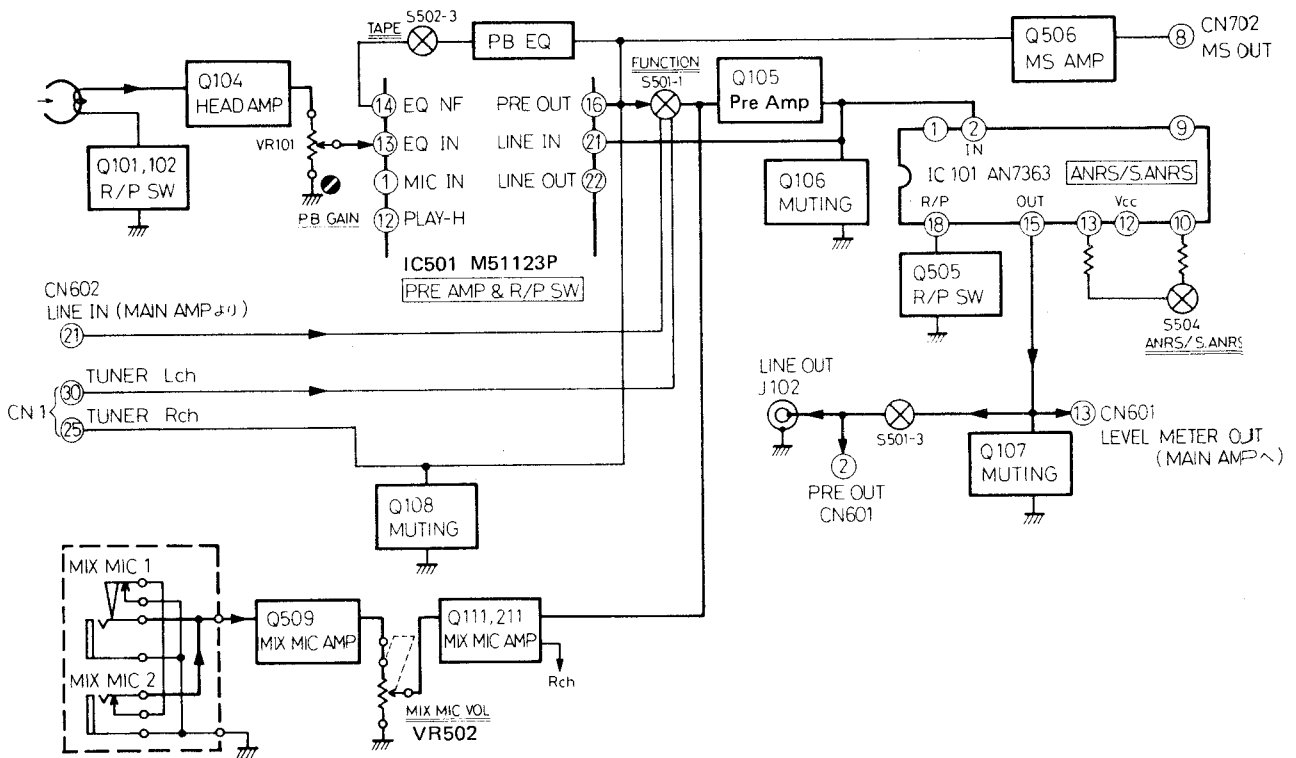 S502-3
TAPE
PB EQ
Q506
MS AMP
8
CN702
MS OUT
Q104
HEAD AMP
FUNCTION
S501-1
Q105
Pre Amp
14 EQ NF
PRE OUT 16
VR101
13 EQ IN
LINE IN 21
1 MIC IN
LINE OUT 22
12 PLAY-H
P.B GAIN
Q101,102
R/P SW
IC501 M51123P
PRE AMP & R/P SW
Q106
MUTING
1
2
IN
9
IC 101 AN7363
ANRS/S.ANRS
R/P
OUT
Vcc
18
15
13
12
10
Q505
R/P SW
S504
ANRS/S.ANRS
CN602
LINE IN (MAIN AMPより)
21
CN1
30 TUNER Lch
25 TUNER Rch
LINE OUT
J102
S501-3
13 CN601
LEVEL METER OUT
(MAIN AMPへ)
2
PRE OUT
CN601
Q107
MUTING
Q108
MUTING
MIX MIC 1
MIX MIC 2
Q509
MIX MIC AMP
Q111,211
MIX MIC AMP
Rch
MIX MIC VOL
VR502